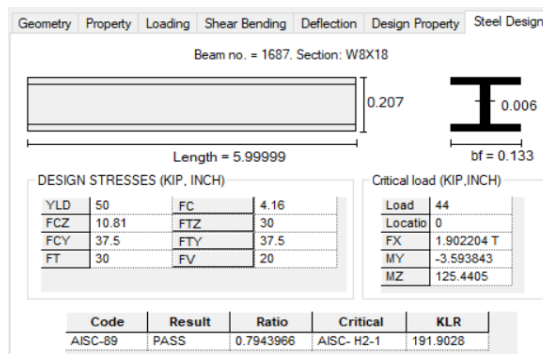 Geometry Property Loading Shear Bending Deflection Design Property Steel Design
Beam no. = 1687. Section: W8X18
0.207
0.006
Length = 5.99999
bf = 0.133
DESIGN STRESSES (KIP, INCH)
Critical load (KIP,INCH)
YLD 50 FC 4.16
Load 44
FCZ 10.81 FTZ 30
Locatio 0
FCY 37.5 FTY 37.5
FX 1.902204 T
FT 30 FV 20
MY -3.593843
MZ 125.4405
Code Result Ratio Critical KLR
AISC-89 PASS 0.7943966 AISC- H2-1 191.9028